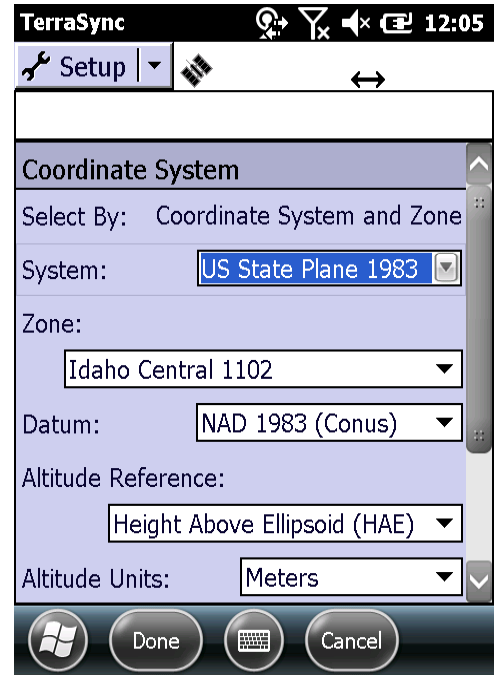 TerraSync 12:05
Setup
Coordinate System
Select By: Coordinate System and Zone
System: US State Plane 1983
Zone:
Idaho Central 1102
Datum: NAD 1983 (Conus)
Altitude Reference:
Height Above Ellipsoid (HAE)
Altitude Units: Meters
Done Cancel